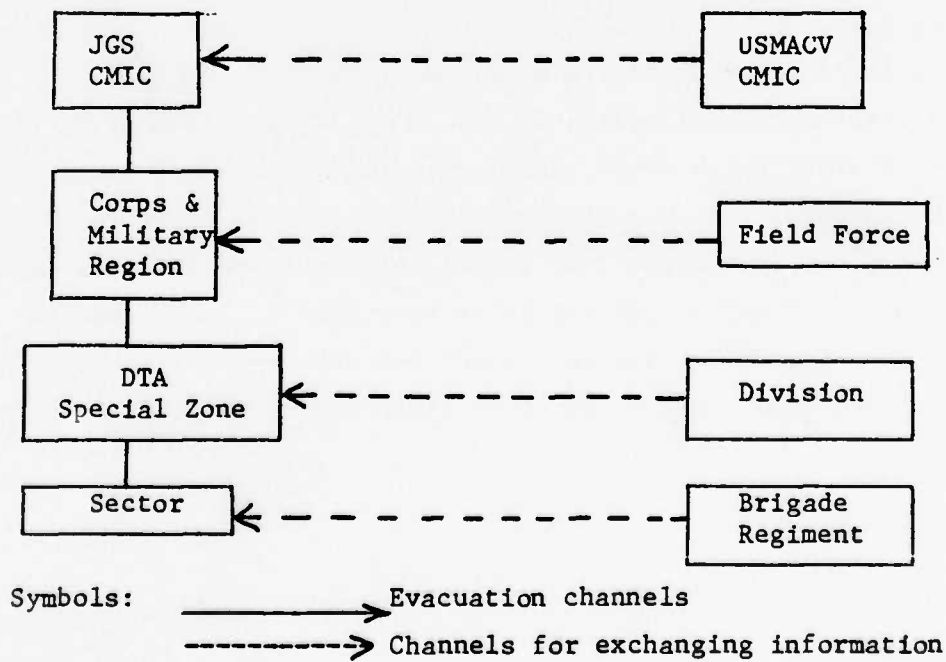 JGS
CMIC
USMACV
CMIC
Corps &
Military
Region
Field Force
DTA
Special Zone
Division
Sector
Brigade
Regiment
Symbols:
Evacuation channels
Channels for exchanging information